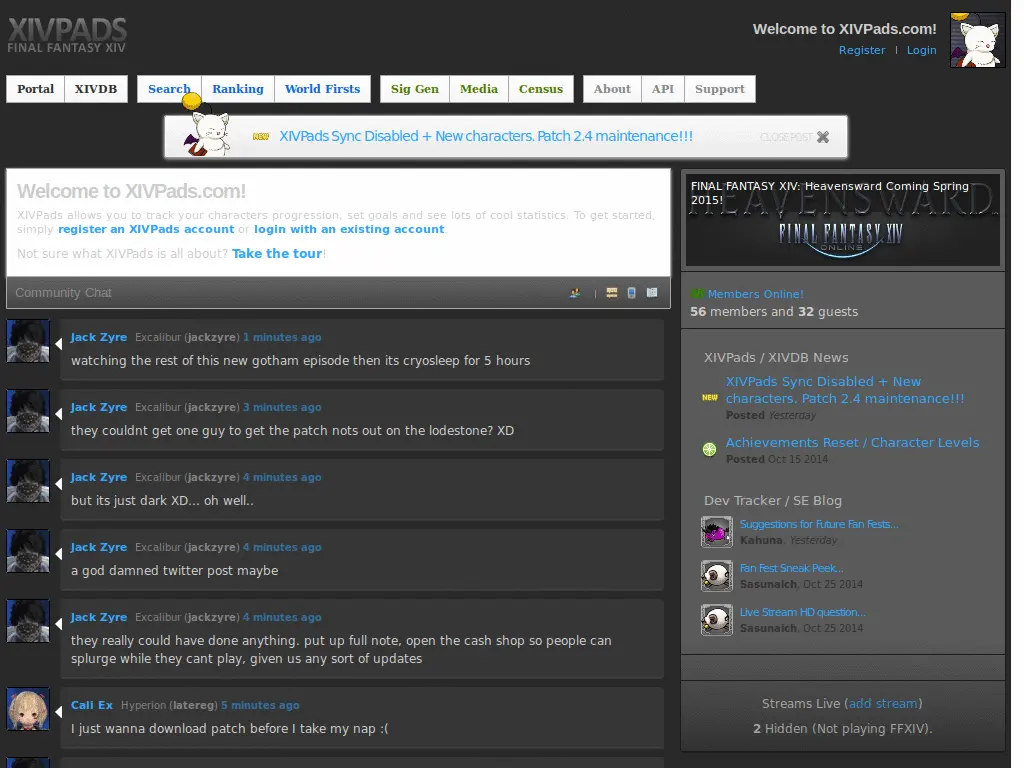 XIVPADS
FINAL FANTASY XIV
Welcome to XIVPads.com!
Register | Login
Portal XIVDB Search Ranking World Firsts Sig Gen Media Census About API Support
NEW XIVPads Sync Disabled + New characters. Patch 2.4 maintenance!!! CLOSE POST
Welcome to XIVPads.com!
XIVPads allows you to track your characters progression, set goals and see lots of cool statistics. To get started,
simply register an XIVPads account or login with an existing account
Not sure what XIVPads is all about? Take the tour!
Community Chat
Jack Zyre Excalibur (jackzyre) 1 minutes ago
watching the rest of this new gotham episode then its cryosleep for 5 hours
Jack Zyre Excalibur (jackzyre) 3 minutes ago
they couldnt get one guy to get the patch nots out on the lodestone? XD
Jack Zyre Excalibur (jackzyre) 4 minutes ago
but its just dark XD... oh well..
Jack Zyre Excalibur (jackzyre) 4 minutes ago
a god damned twitter post maybe
Jack Zyre Excalibur (jackzyre) 4 minutes ago
they really could have done anything. put up full note, open the cash shop so people can
splurge while they cant play, given us any sort of updates
Call Ex Hyperion (latereg) 5 minutes ago
I just wanna download patch before I take my nap :(
FINAL FANTASY XIV: Heavensward Coming Spring
2015!
HEAVENSWARD
FINAL FANTASY XIV
ONLINE
Members Online!
56 members and 32 guests
XIVPads / XIVDB News
XIVPads Sync Disabled + New
NEW characters. Patch 2.4 maintenance!!!
Posted Yesterday
Achievements Reset / Character Levels
Posted Oct 15 2014
Dev Tracker / SE Blog
Suggestions for Future Fan Fests...
Kahuna, Yesterday
Fan Fest Sneak Peek...
Sasunaich, Oct 25 2014
Live Stream HD question...
Sasunaich, Oct 25 2014
Streams Live (add stream)
2 Hidden (Not playing FFXIV).